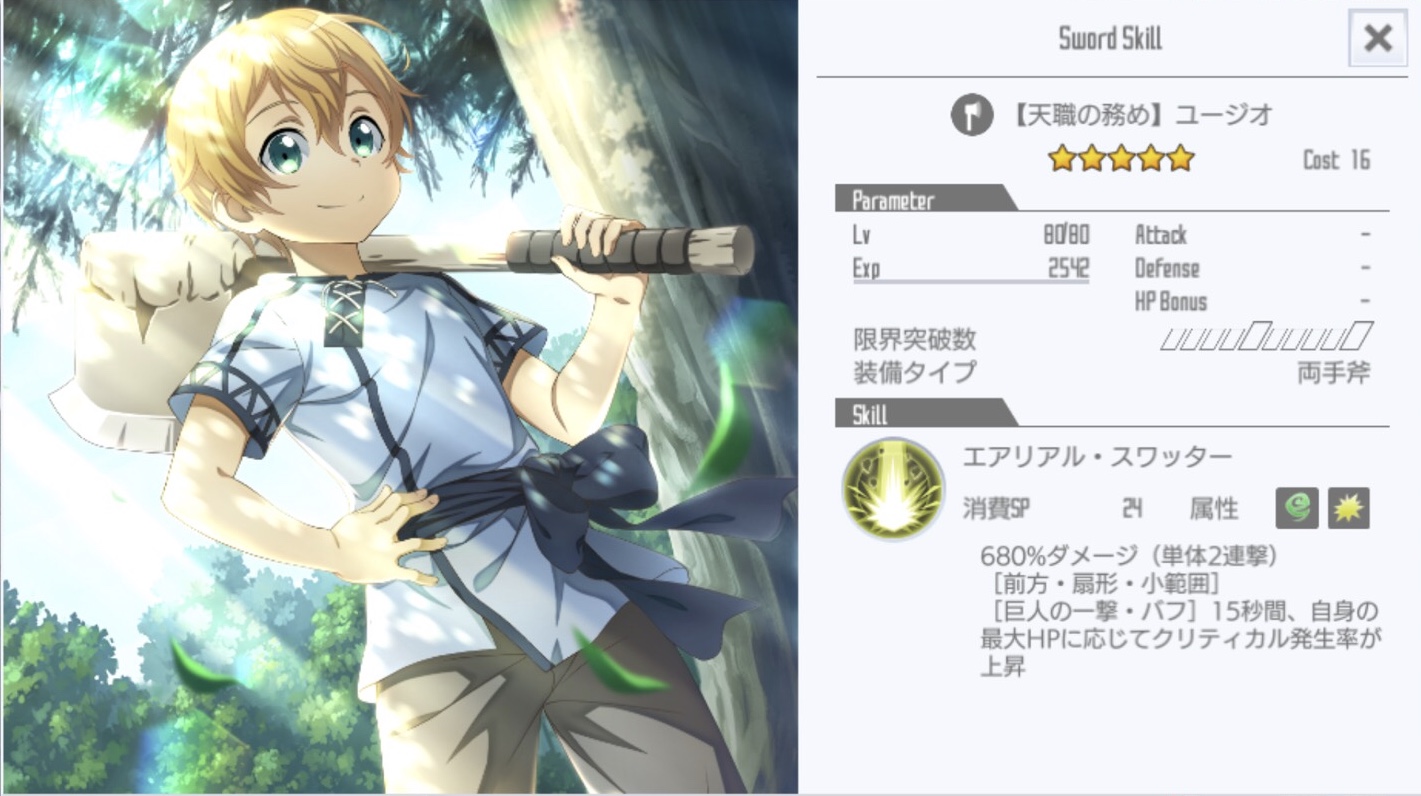 Sword Skill
【天職の務め】ユージオ
Cost 16
Parameter
Lv 80/80 Attack -
Exp 2542 Defense -
HP Bonus -
限界突破数
装備タイプ 両手斧
Skill
エアリアル・スワッター
消費SP 24 属性
680%ダメージ（単体2連撃）
［前方・扇形・小範囲］
［巨人の一撃・バフ］15秒間、自身の
最大HPに応じてクリティカル発生率が
上昇